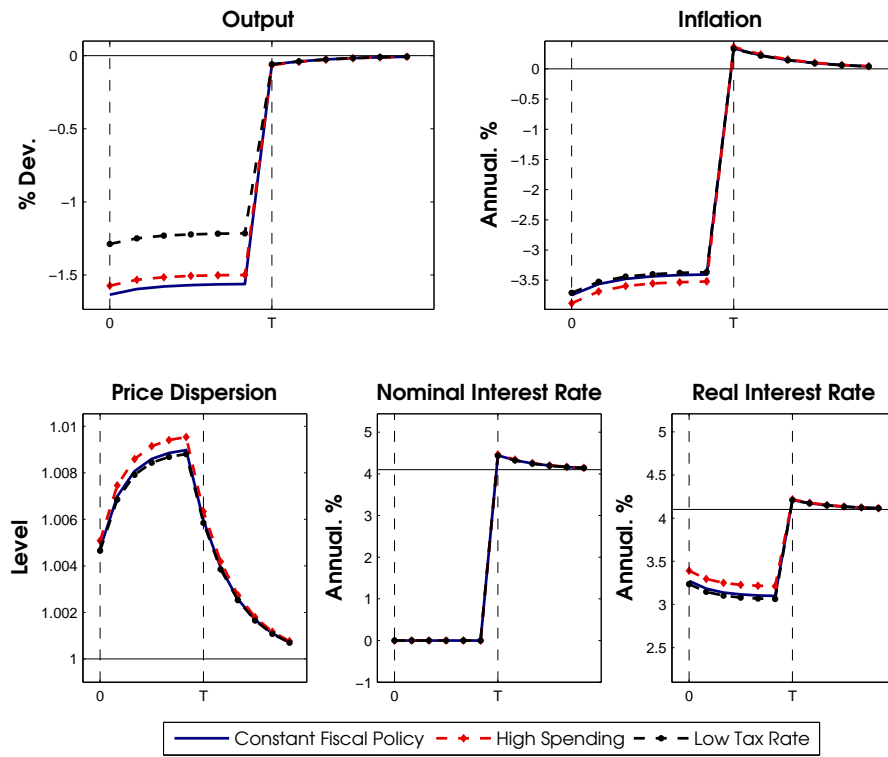 Output
% Dev.
0
−0.5
−1
−1.5
0
T
Inflation
Annual. %
0
−0.5
−1
−1.5
−2
−2.5
−3
−3.5
0
T
Price Dispersion
Level
1.01
1.008
1.006
1.004
1.002
1
0
T
Nominal Interest Rate
Annual. %
5
4
3
2
1
0
−1
0
T
Real Interest Rate
Annual. %
5
4.5
4
3.5
3
2.5
0
T
Constant Fiscal Policy
High Spending
Low Tax Rate